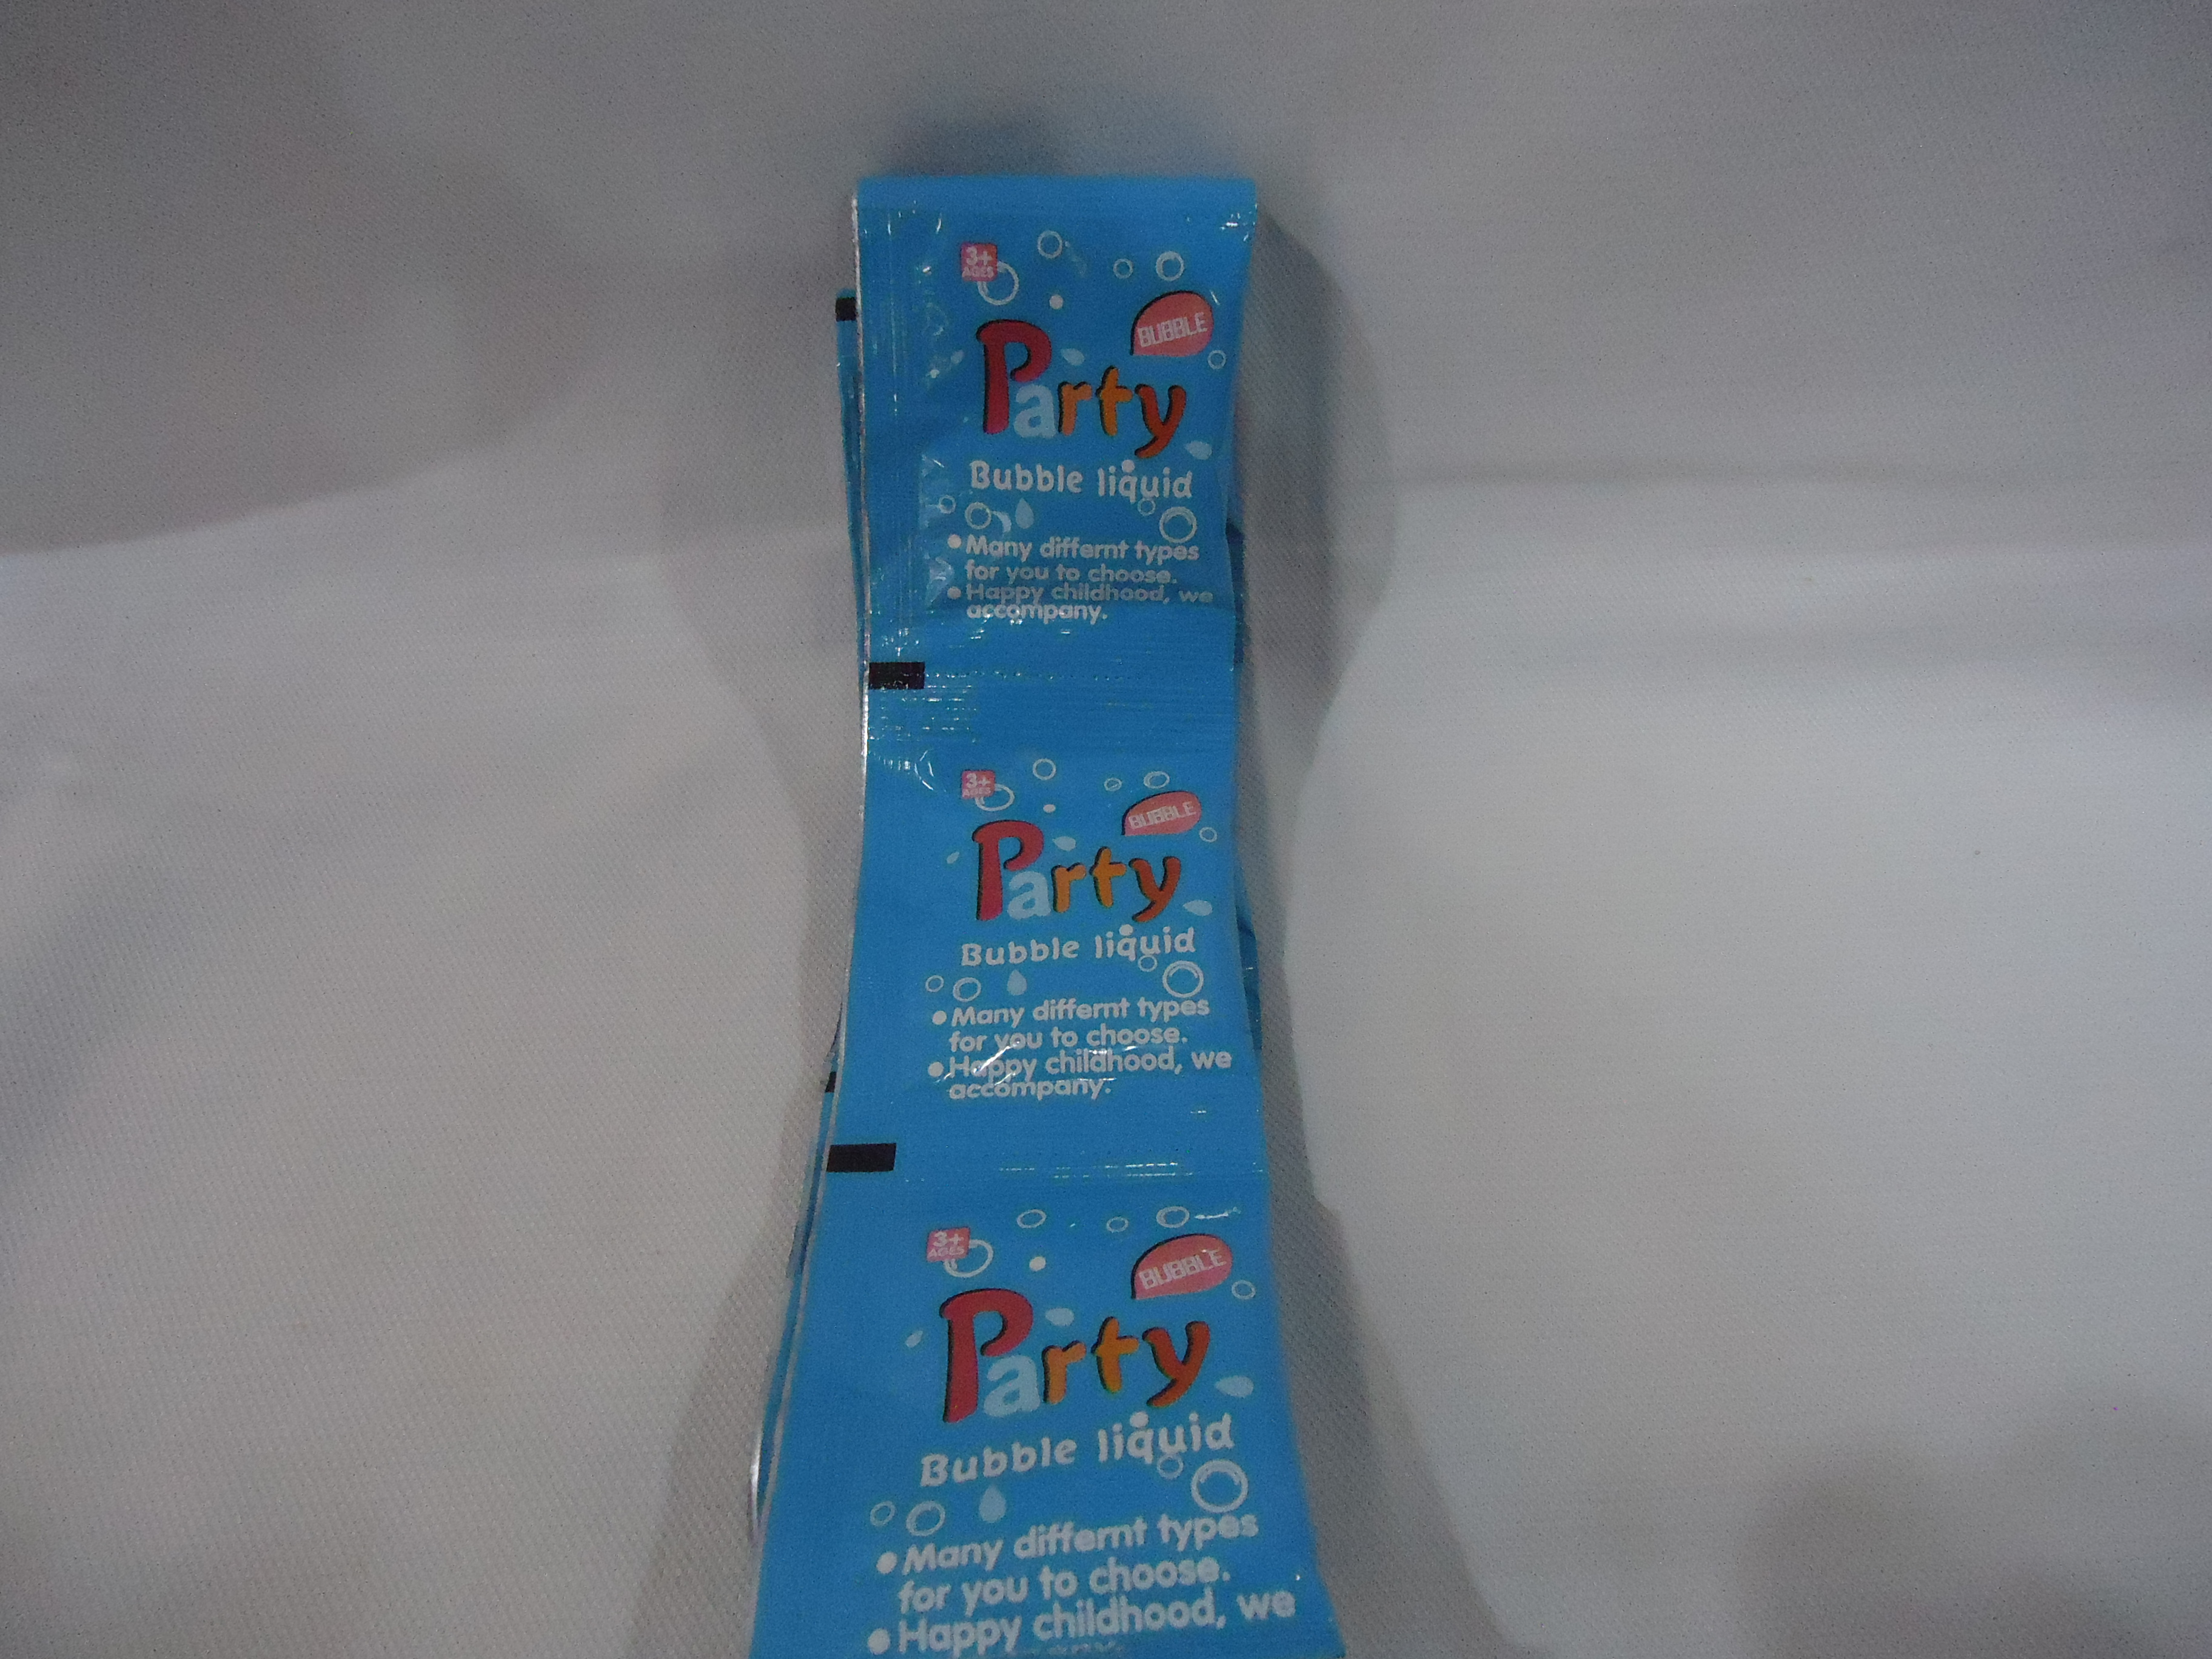 3+
AGES
BUBBLE
Party
Bubble liquid
•Many differnt types
for you to choose.
•Happy childhood, we
accompany.
3+
AGES
BUBBLE
Party
Bubble liquid
•Many differnt types
for you to choose.
•Happy childhood, we
accompany.
3+
AGES
BUBBLE
Party
Bubble liquid
•Many differnt types
for you to choose.
•Happy childhood, we